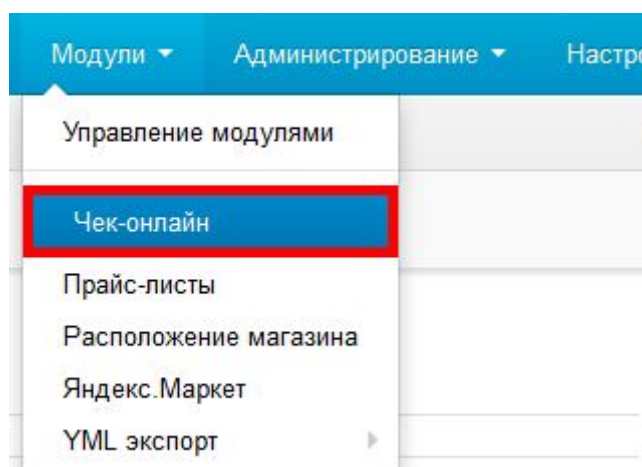 Модули Администрирование
Управление модулями
Чек-онлайн
Прайс-листы
Расположение магазина
Яндекс.Маркет
YML экспорт